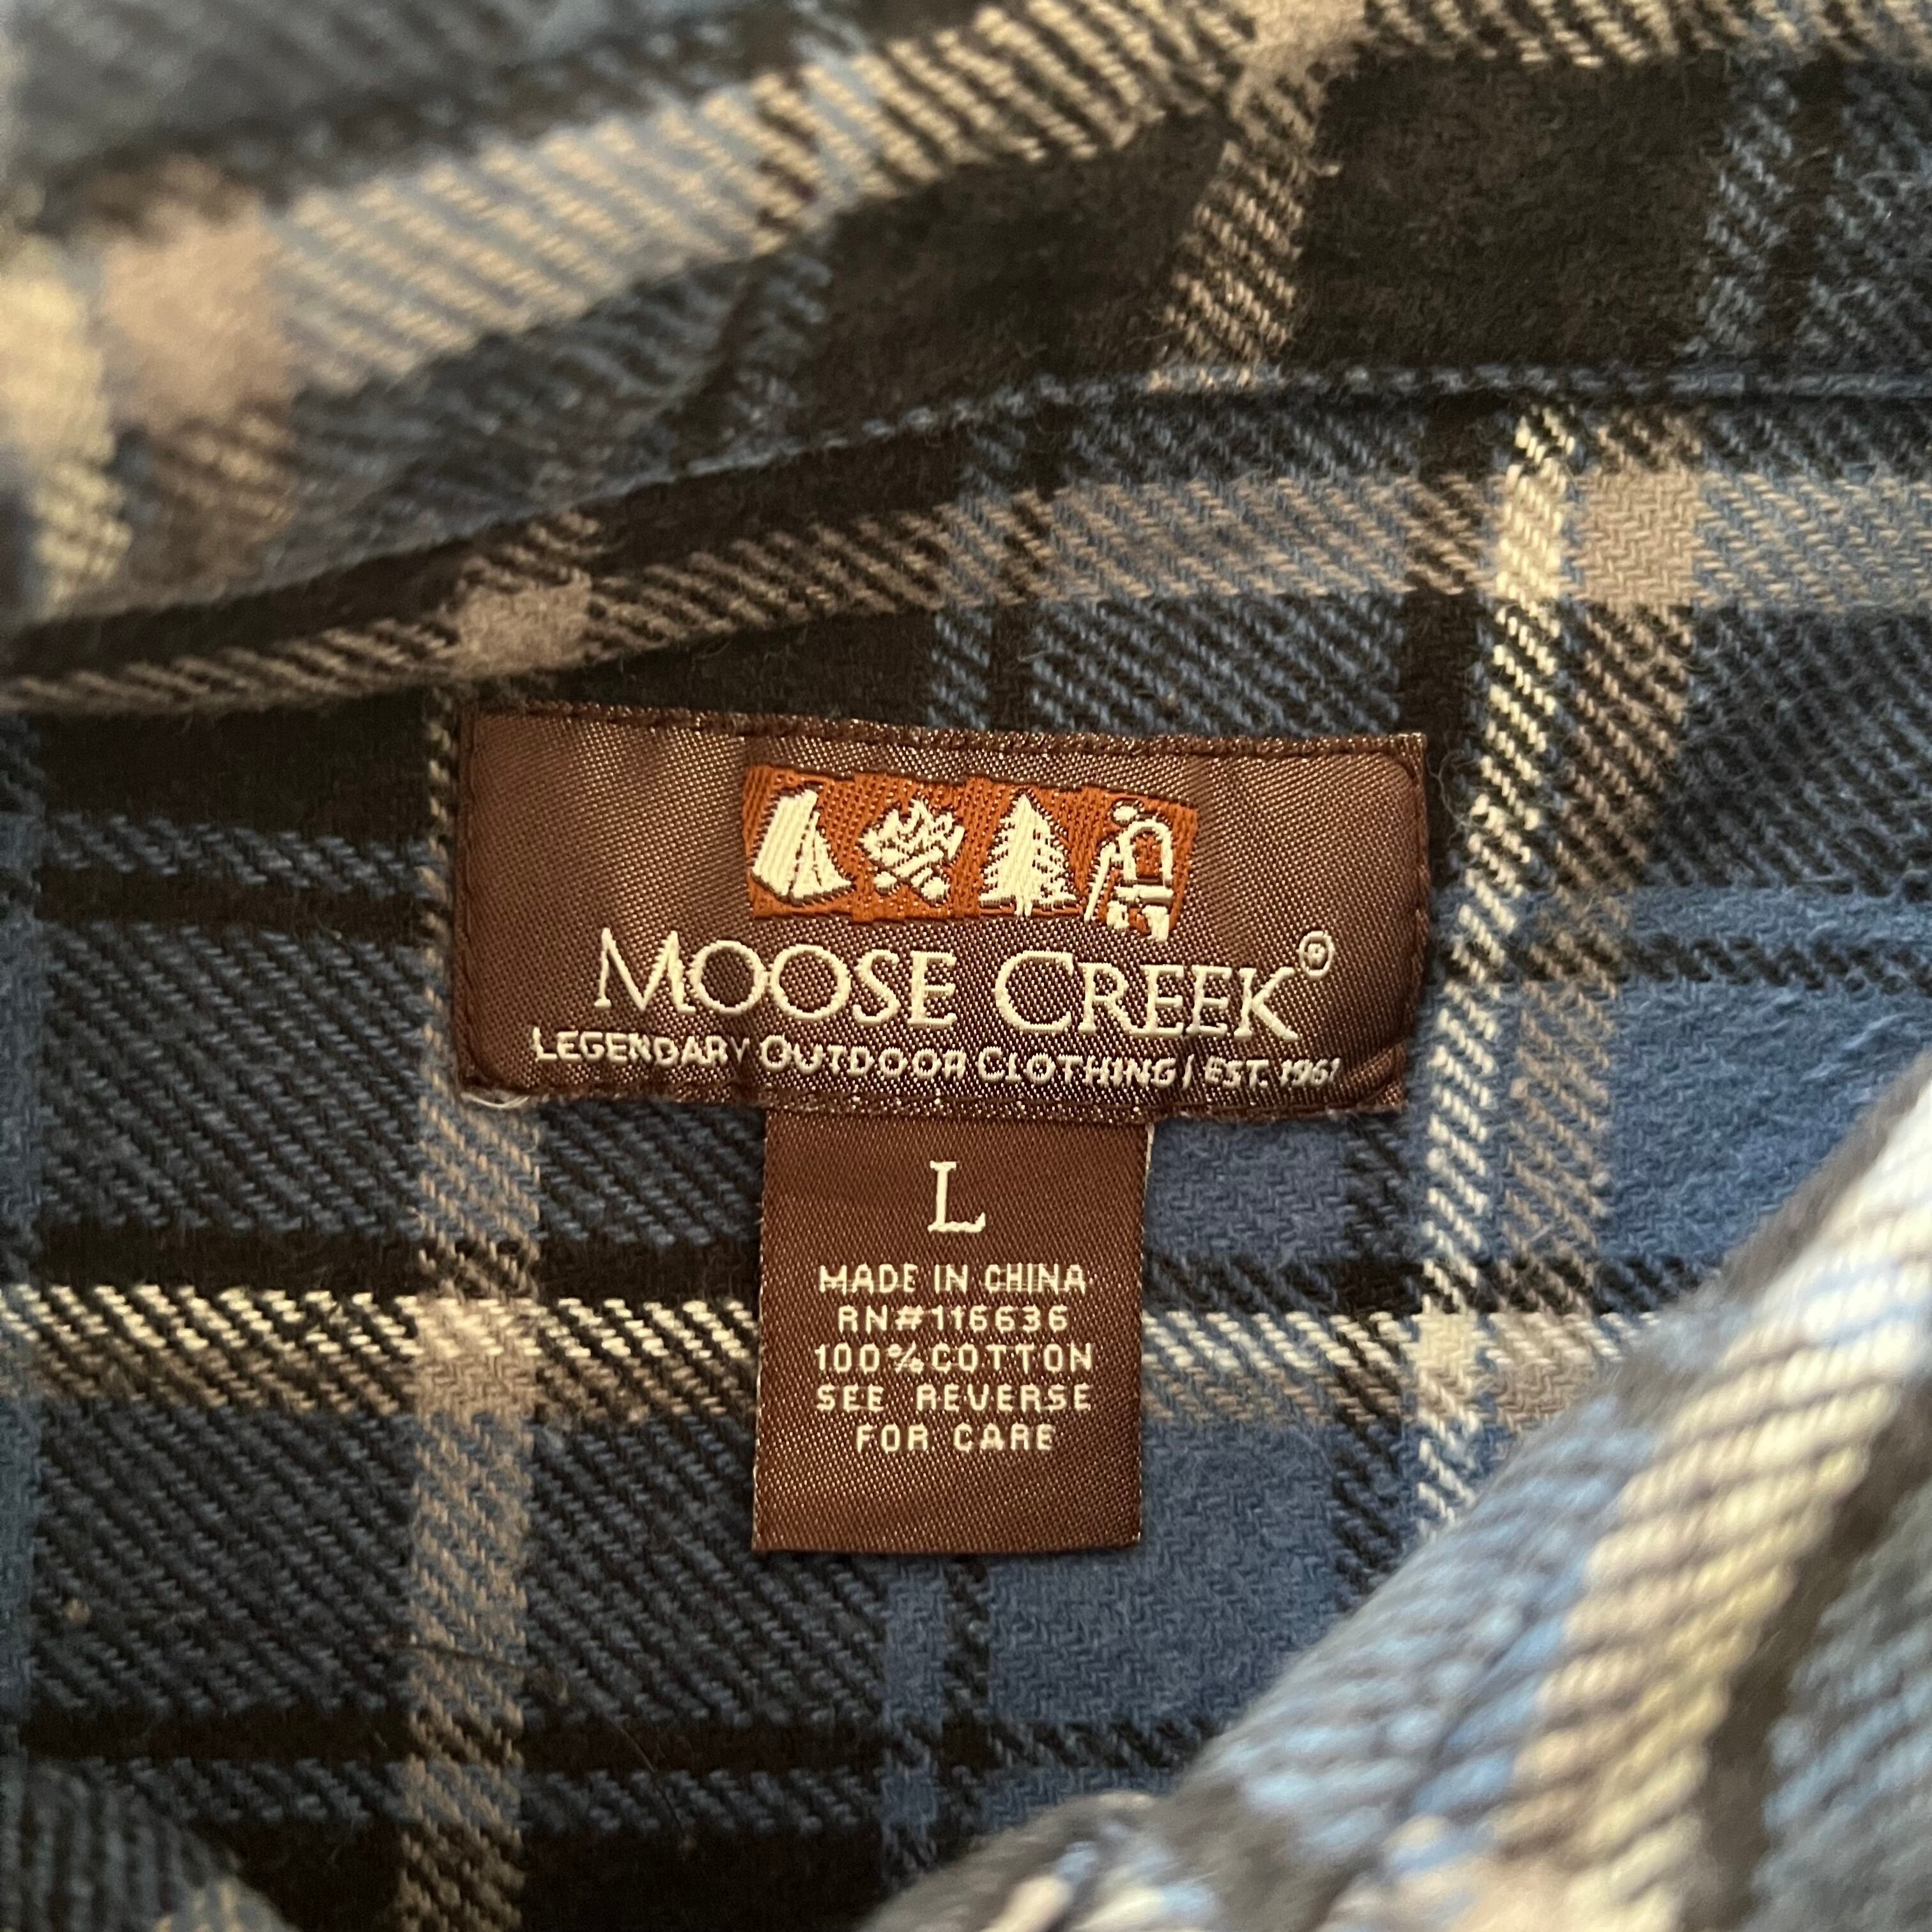 MOOSE CREEK®
LEGENDARY OUTDOOR CLOTHING | EST. 1961
L
MADE IN CHINA
RN#116636
100%COTTON
SEE REVERSE
FOR CARE